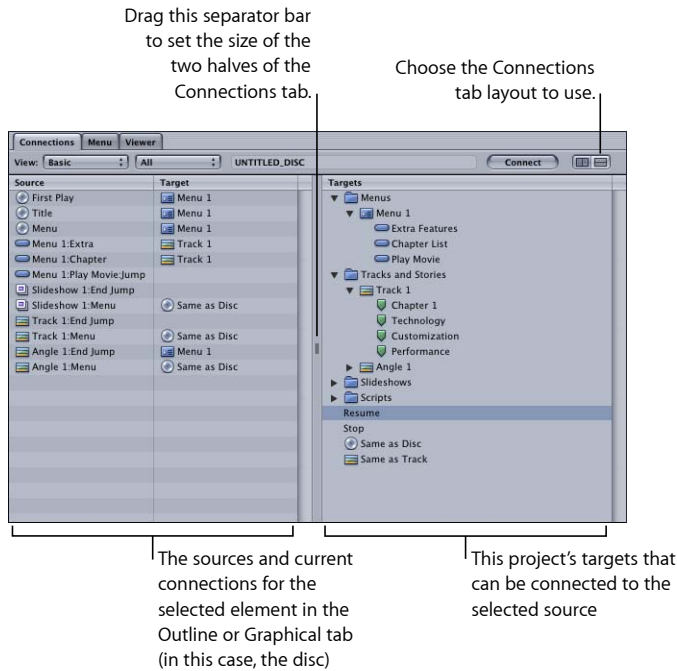 Drag this separator bar
to set the size of the
two halves of the
Connections tab.
Choose the Connections
tab layout to use.
Connections Menu Viewer
View: Basic All UNTITLED_DISC Connect
Source Target
First Play Menu 1
Title Menu 1
Menu Menu 1
Menu 1:Extra Track 1
Menu 1:Chapter Track 1
Menu 1:Play Movie:Jump
Slideshow 1:End Jump
Slideshow 1:Menu Same as Disc
Track 1:End Jump
Track 1:Menu Same as Disc
Angle 1:End Jump Menu 1
Angle 1:Menu Same as Disc
Targets
Menus
Menu 1
Extra Features
Chapter List
Play Movie
Tracks and Stories
Track 1
Chapter 1
Technology
Customization
Performance
Angle 1
Slideshows
Scripts
Resume
Stop
Same as Disc
Same as Track
The sources and current
connections for the
selected element in the
Outline or Graphical tab
(in this case, the disc)
This project’s targets that
can be connected to the
selected source